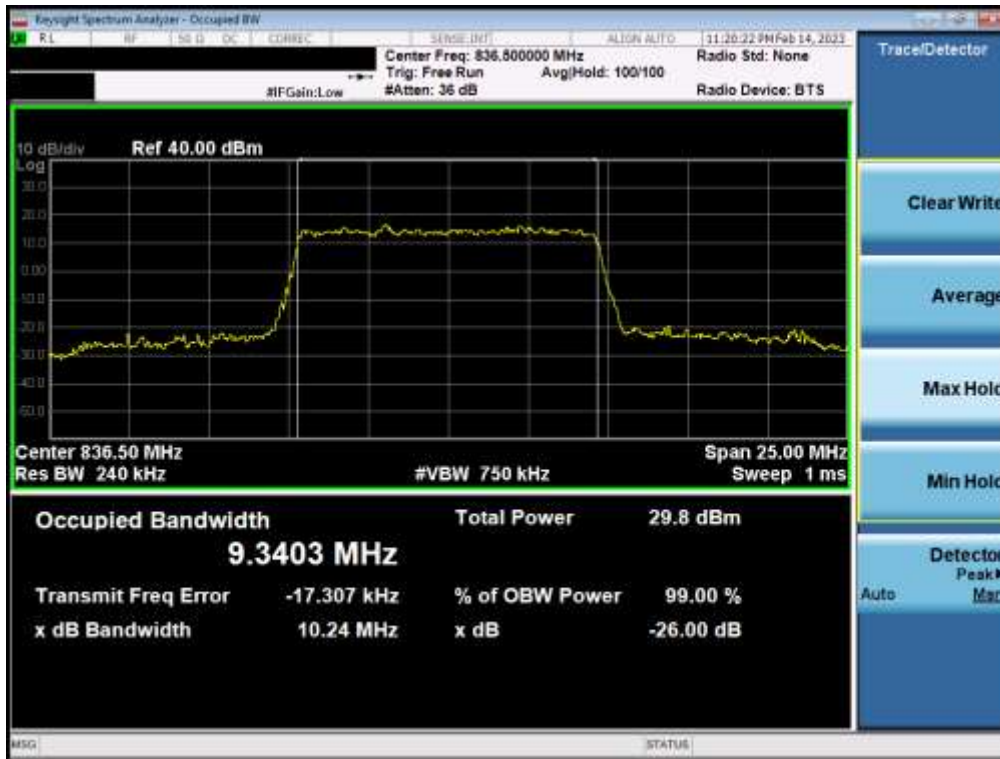 Keysight Spectrum Analyzer - Occupied BW
RL RF 50 Ω DC CORREC SENSE:INT ALIGN AUTO 11:20:22 PM Feb 14, 2023
Center Freq: 836.500000 MHz Radio Std: None
Trig: Free Run Avg|Hold: 100/100
#IFGain:Low #Atten: 36 dB Radio Device: BTS
10 dB/div Ref 40.00 dBm
Log
30.0
20.0
10.0
0.00
-10.0
-20.0
-30.0
-40.0
-50.0
Center 836.50 MHz Span 25.00 MHz
Res BW 240 kHz #VBW 750 kHz Sweep 1 ms
Occupied Bandwidth Total Power 29.8 dBm
9.3403 MHz
Transmit Freq Error -17.307 kHz % of OBW Power 99.00 %
x dB Bandwidth 10.24 MHz x dB -26.00 dB
MSG STATUS
Trace/Detector
Clear Write
Average
Max Hold
Min Hold
Detector
Peak
Auto Man